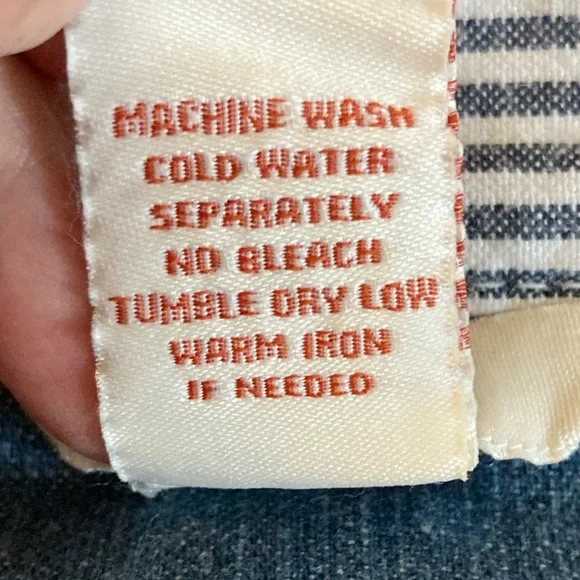 MACHINE WASH
COLD WATER
SEPARATELY
NO BLEACH
TUMBLE DRY LOW
WARM IRON
IF NEEDED